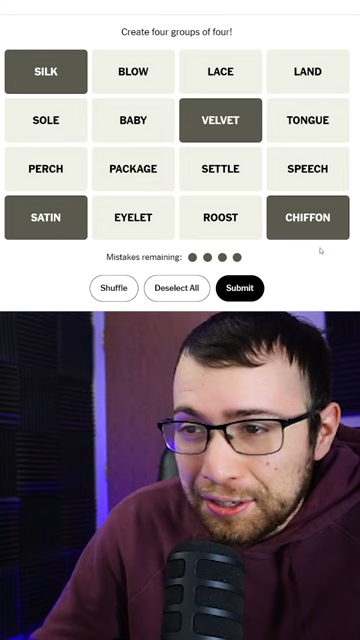 Create four groups of four!
SILK BLOW LACE LAND
SOLE BABY VELVET TONGUE
PERCH PACKAGE SETTLE SPEECH
SATIN EYELET ROOST CHIFFON
Mistakes remaining:
Shuffle Deselect All Submit